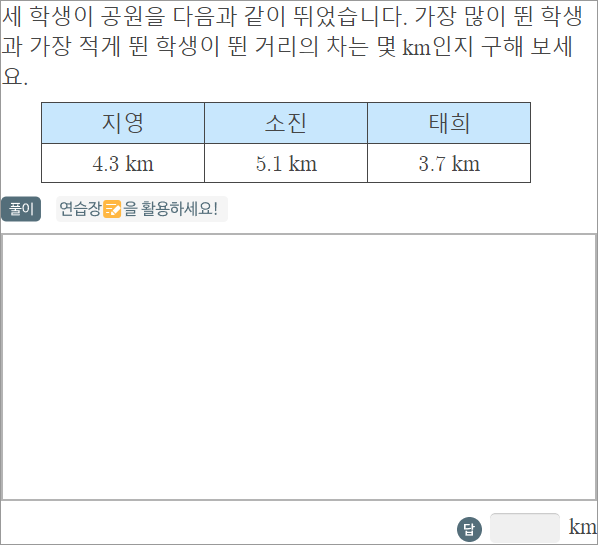 세 학생이 공원을 다음과 같이 뛰었습니다. 가장 많이 뛴 학생
과 가장 적게 뛴 학생이 뛴 거리의 차는 몇 km인지 구해 보세
요.
지영 소진 태희
4.3 km 5.1 km 3.7 km
풀이 연습장을 활용하세요!
답 km